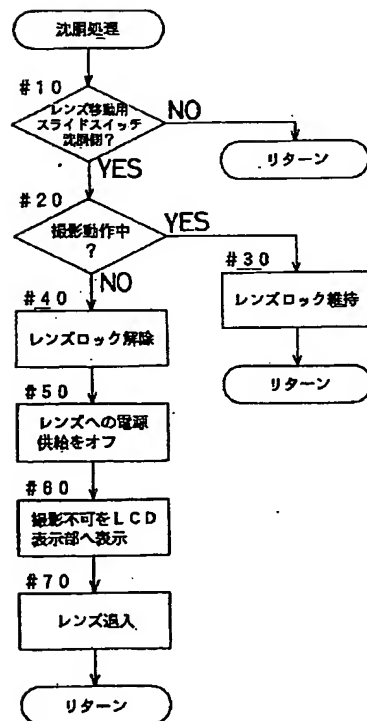 沈胴処理
#10
レンズ移動用
スライドスイッチ
沈胴側?
NO
リターン
YES
#20
撮影動作中
?
YES
#30
レンズロック維持
リターン
NO
#40
レンズロック解除
#50
レンズへの電源
供給をオフ
#60
撮影不可をLCD
表示部へ表示
#70
レンズ退入
リターン